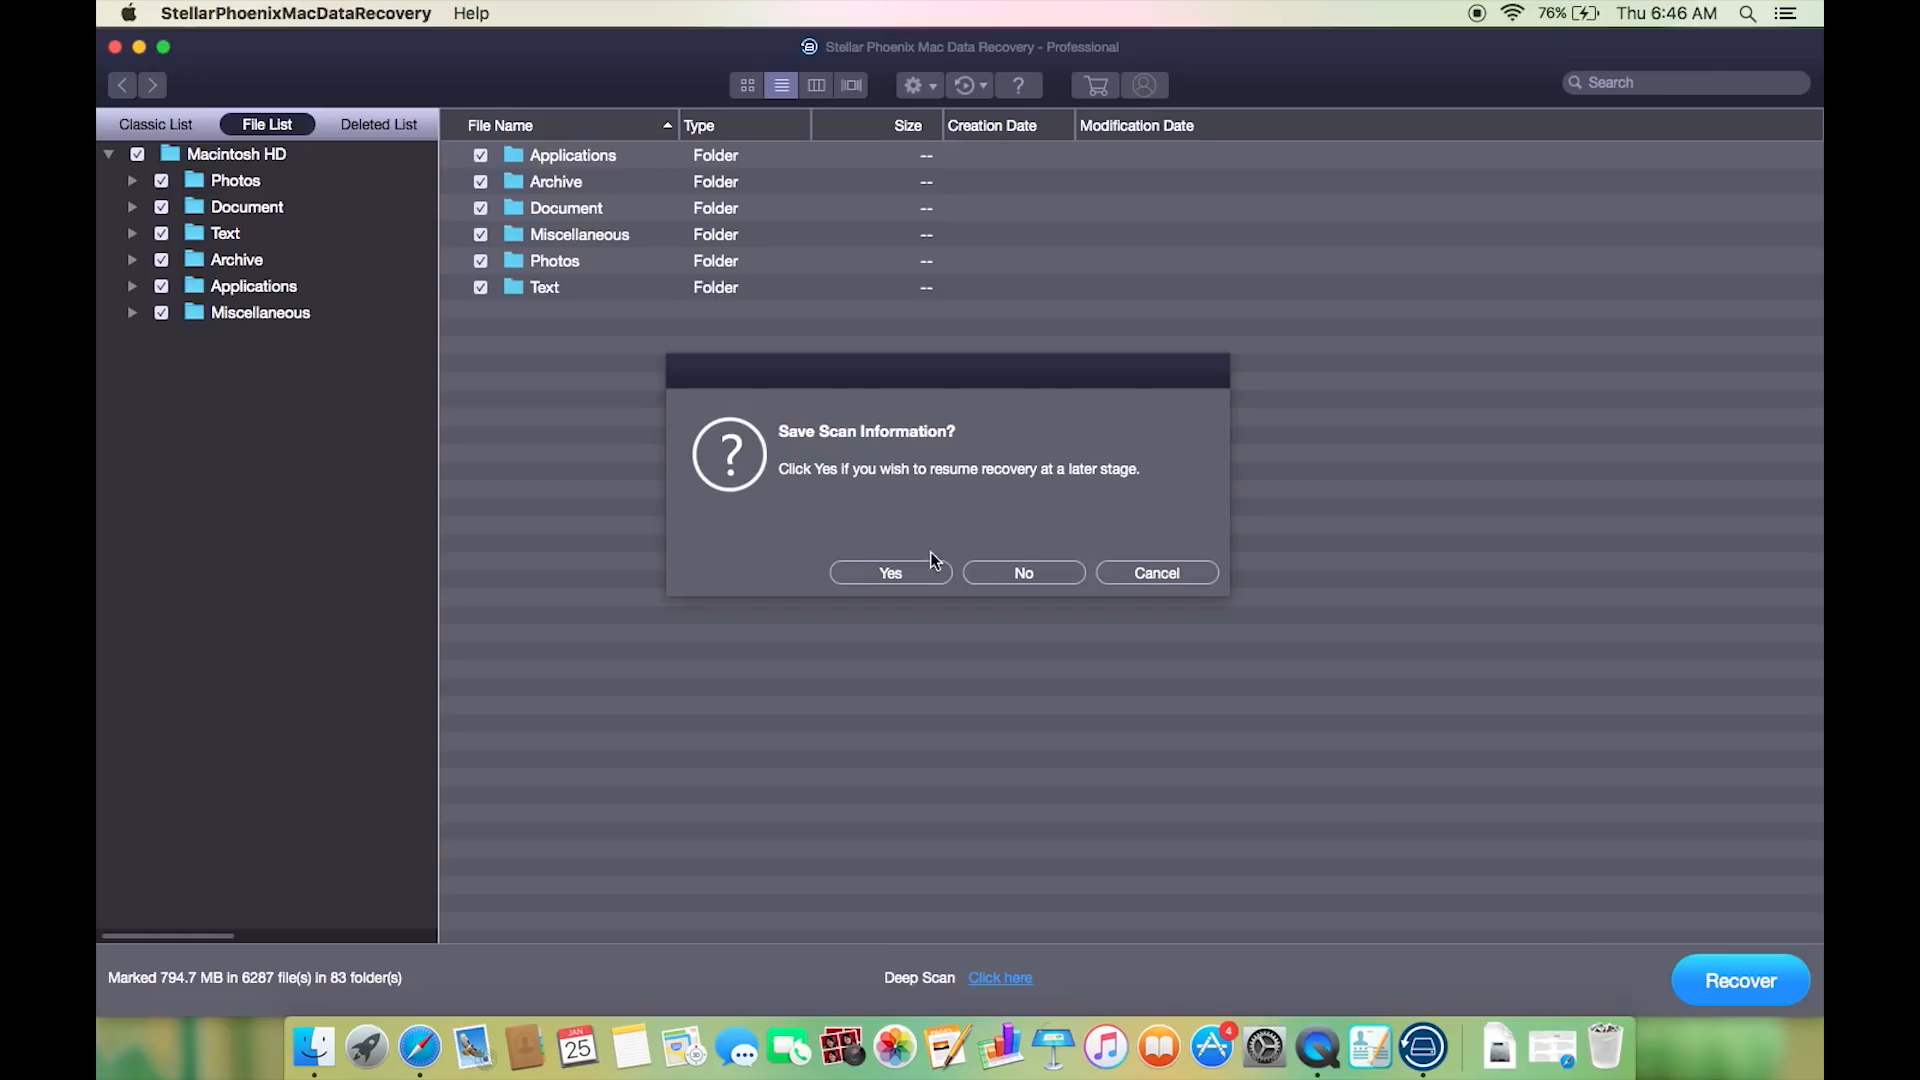 StellarPhoenixMacDataRecovery Help 76% Thu 6:46 AM
Stellar Phoenix Mac Data Recovery - Professional
? Search
Classic List File List Deleted List
File Name Type Size Creation Date Modification Date
Macintosh HD
Photos
Document
Text
Archive
Applications
Miscellaneous
Applications Folder --
Archive Folder --
Document Folder --
Miscellaneous Folder --
Photos Folder --
Text Folder --
?
Save Scan Information?
Click Yes if you wish to resume recovery at a later stage.
Yes No Cancel
Marked 794.7 MB in 6287 file(s) in 83 folder(s)
Deep Scan Click here
Recover
JAN
25
3D
4